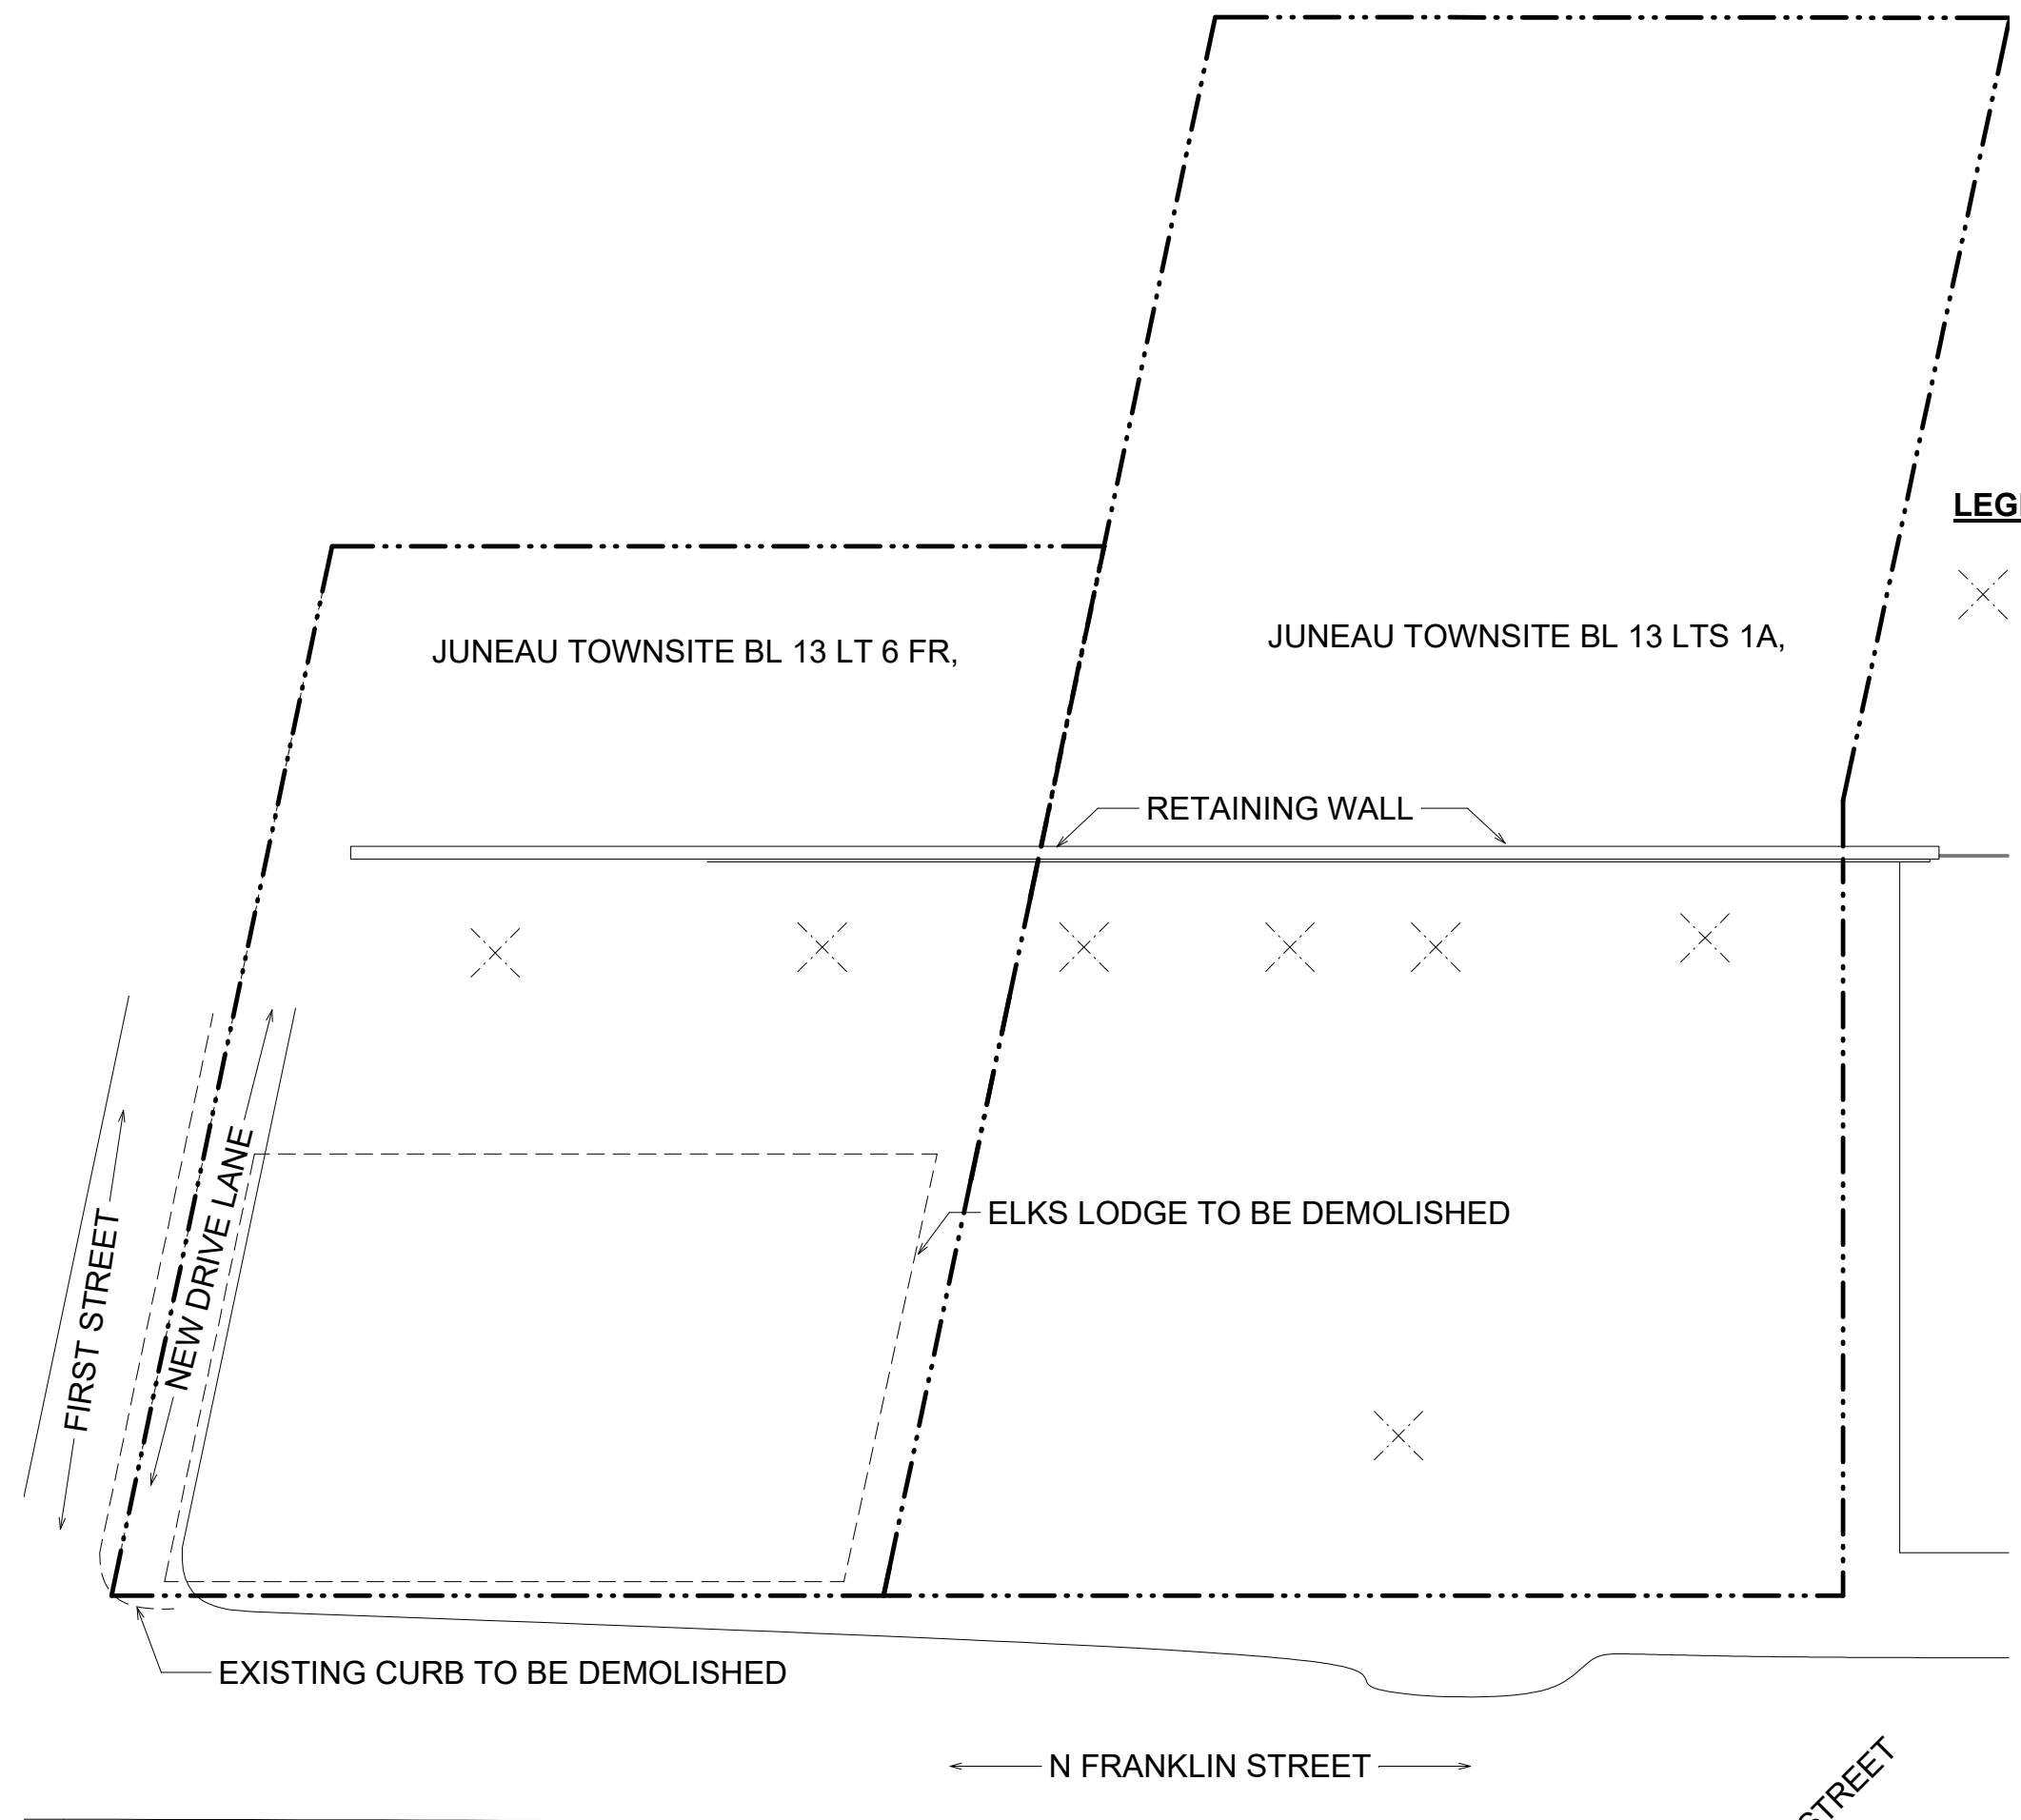 LEG
JUNEAU TOWNSITE BL 13 LT 6 FR,
JUNEAU TOWNSITE BL 13 LTS 1A,
RETAINING WALL
NEW DRIVE LANE
FIRST STREET
ELKS LODGE TO BE DEMOLISHED
EXISTING CURB TO BE DEMOLISHED
N FRANKLIN STREET
STREET